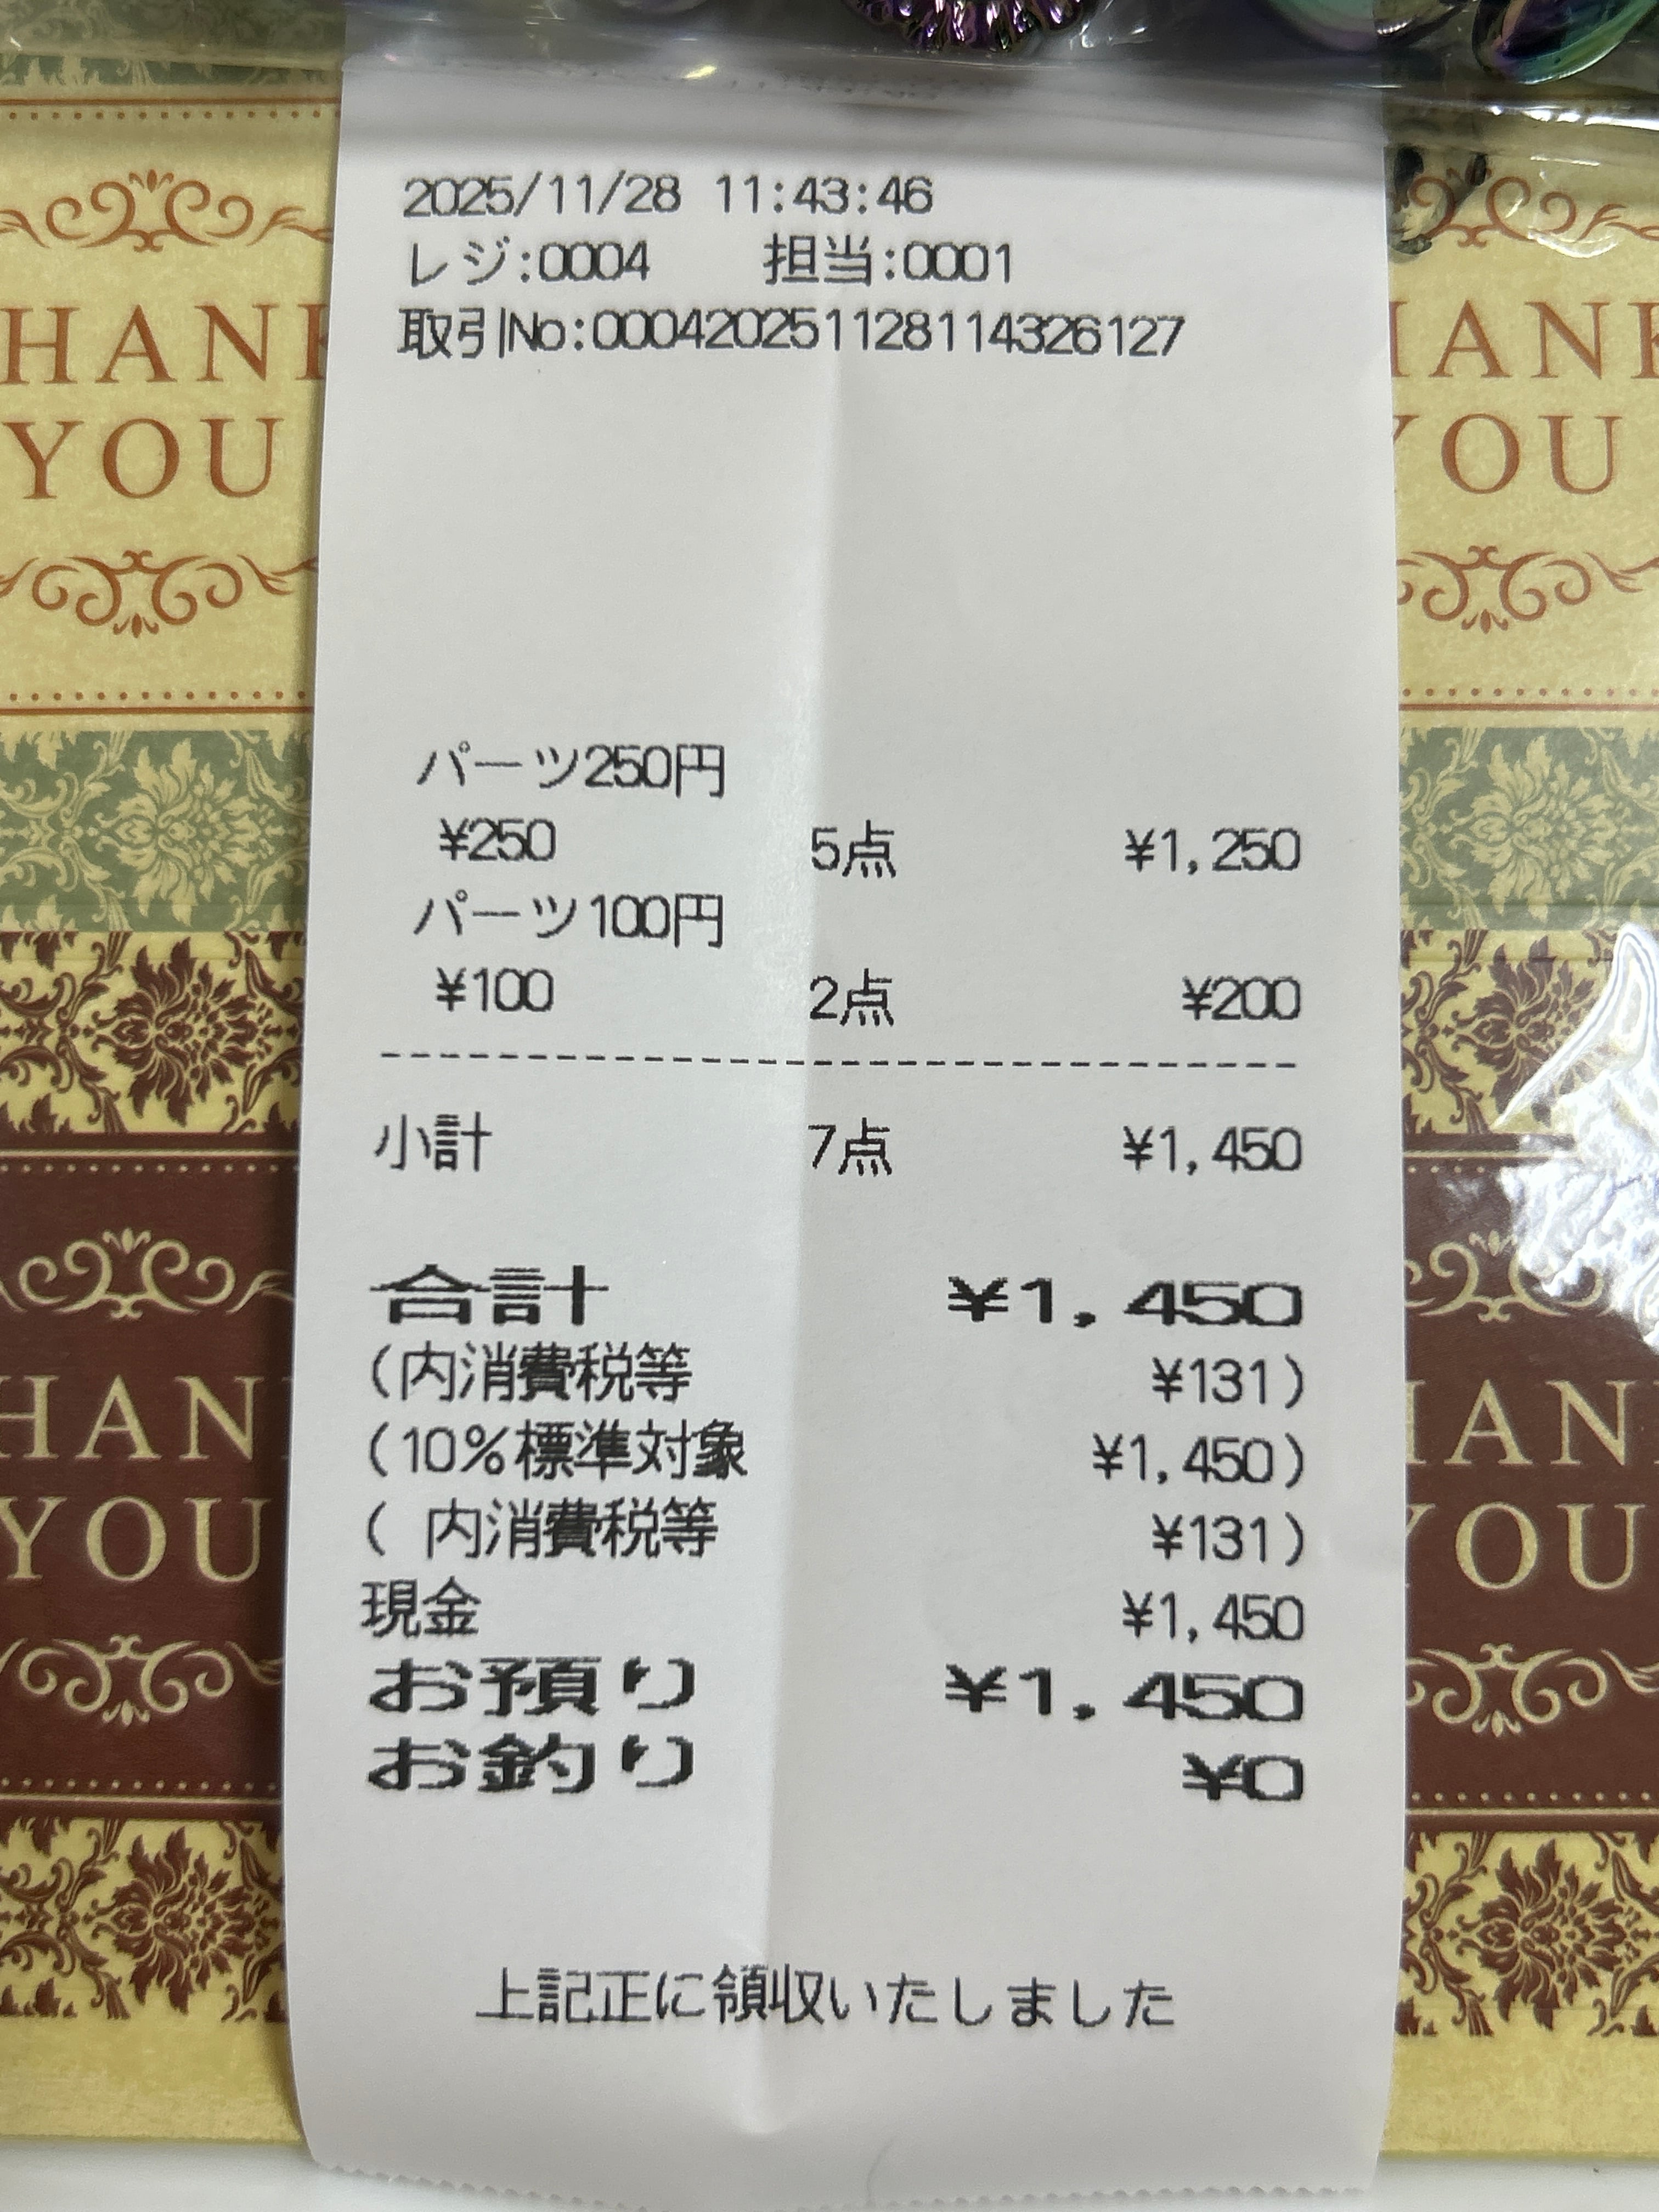 2025/11/28 11:43:46
レジ:0004 担当:0001
取引No:000420251128114326127
パーツ250円
¥250 5点 ¥1,250
パーツ100円
¥100 2点 ¥200
小計 7点 ¥1,450
合計 ¥1,450
(内消費税等 ¥131)
(10%標準対象 ¥1,450)
( 内消費税等 ¥131)
現金 ¥1,450
お預り ¥1,450
お釣り ¥0
上記正に領収いたしました
THANK
YOU
THANK
YOU
THANK
YOU
THANK
YOU